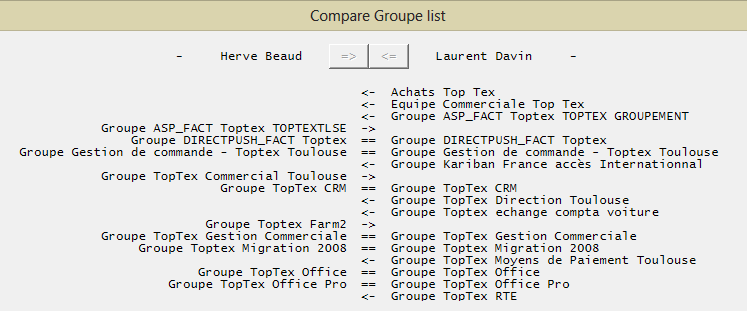 Compare Groupe list
- Herve Beaud => <= Laurent Davin -
<- Achats Top Tex
<- Equipe Commerciale Top Tex
<- Groupe ASP_FACT Toptex TOPTEX GROUPEMENT
Groupe ASP_FACT Toptex TOPTEXTLSE ->
Groupe DIRECTPUSH_FACT Toptex == Groupe DIRECTPUSH_FACT Toptex
Groupe Gestion de commande - Toptex Toulouse == Groupe Gestion de commande - Toptex Toulouse
<- Groupe Kariban France accès Internationnal
Groupe TopTex Commercial Toulouse ->
Groupe TopTex CRM == Groupe TopTex CRM
<- Groupe TopTex Direction Toulouse
<- Groupe Toptex echange compta voiture
Groupe Toptex Farm2 ->
Groupe TopTex Gestion Commerciale == Groupe TopTex Gestion Commerciale
Groupe Toptex Migration 2008 == Groupe Toptex Migration 2008
<- Groupe TopTex Moyens de Paiement Toulouse
Groupe TopTex Office == Groupe TopTex Office
Groupe TopTex Office Pro == Groupe TopTex Office Pro
<- Groupe TopTex RTE